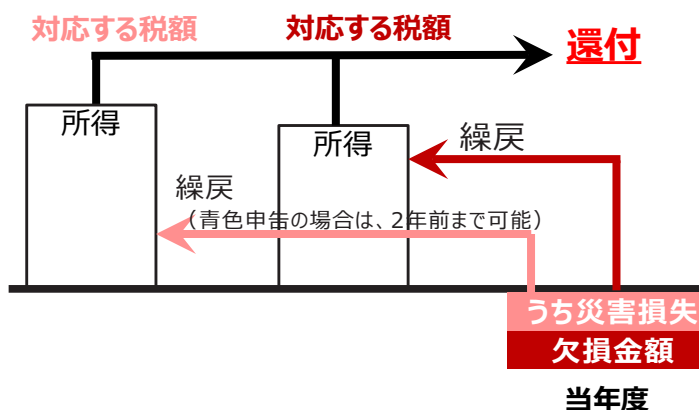 対応する税額
対応する税額
還付
所得
所得
繰戻
繰戻
（青色申告の場合は、2年前まで可能）
うち災害損失
欠損金額
当年度